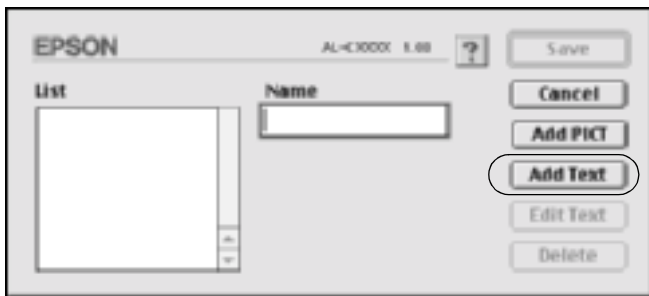 EPSON
AL-CXXXX 1.00
?
Save
List
Name
Cancel
Add PICT
Add Text
Edit Text
Delete